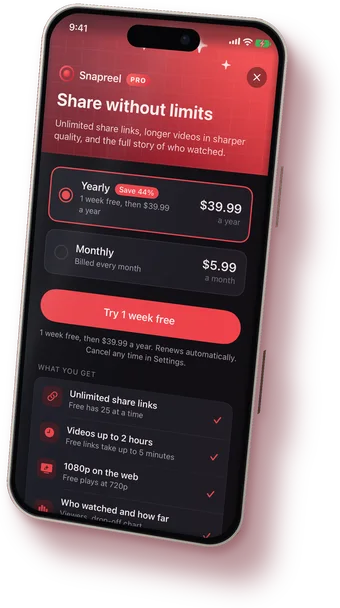 9:41
Snapreel PRO
Share without limits
Unlimited share links, longer videos in sharper
quality, and the full story of who watched.
Yearly Save 44%
1 week free, then $39.99
a year
$39.99
a year
Monthly
Billed every month
$5.99
a month
Try 1 week free
1 week free, then $39.99 a year. Renews automatically.
Cancel any time in Settings.
WHAT YOU GET
Unlimited share links
Free has 25 at a time
Videos up to 2 hours
Free links take up to 5 minutes
1080p on the web
Free plays at 720p
Who watched and how far
Viewers, drop-off chart